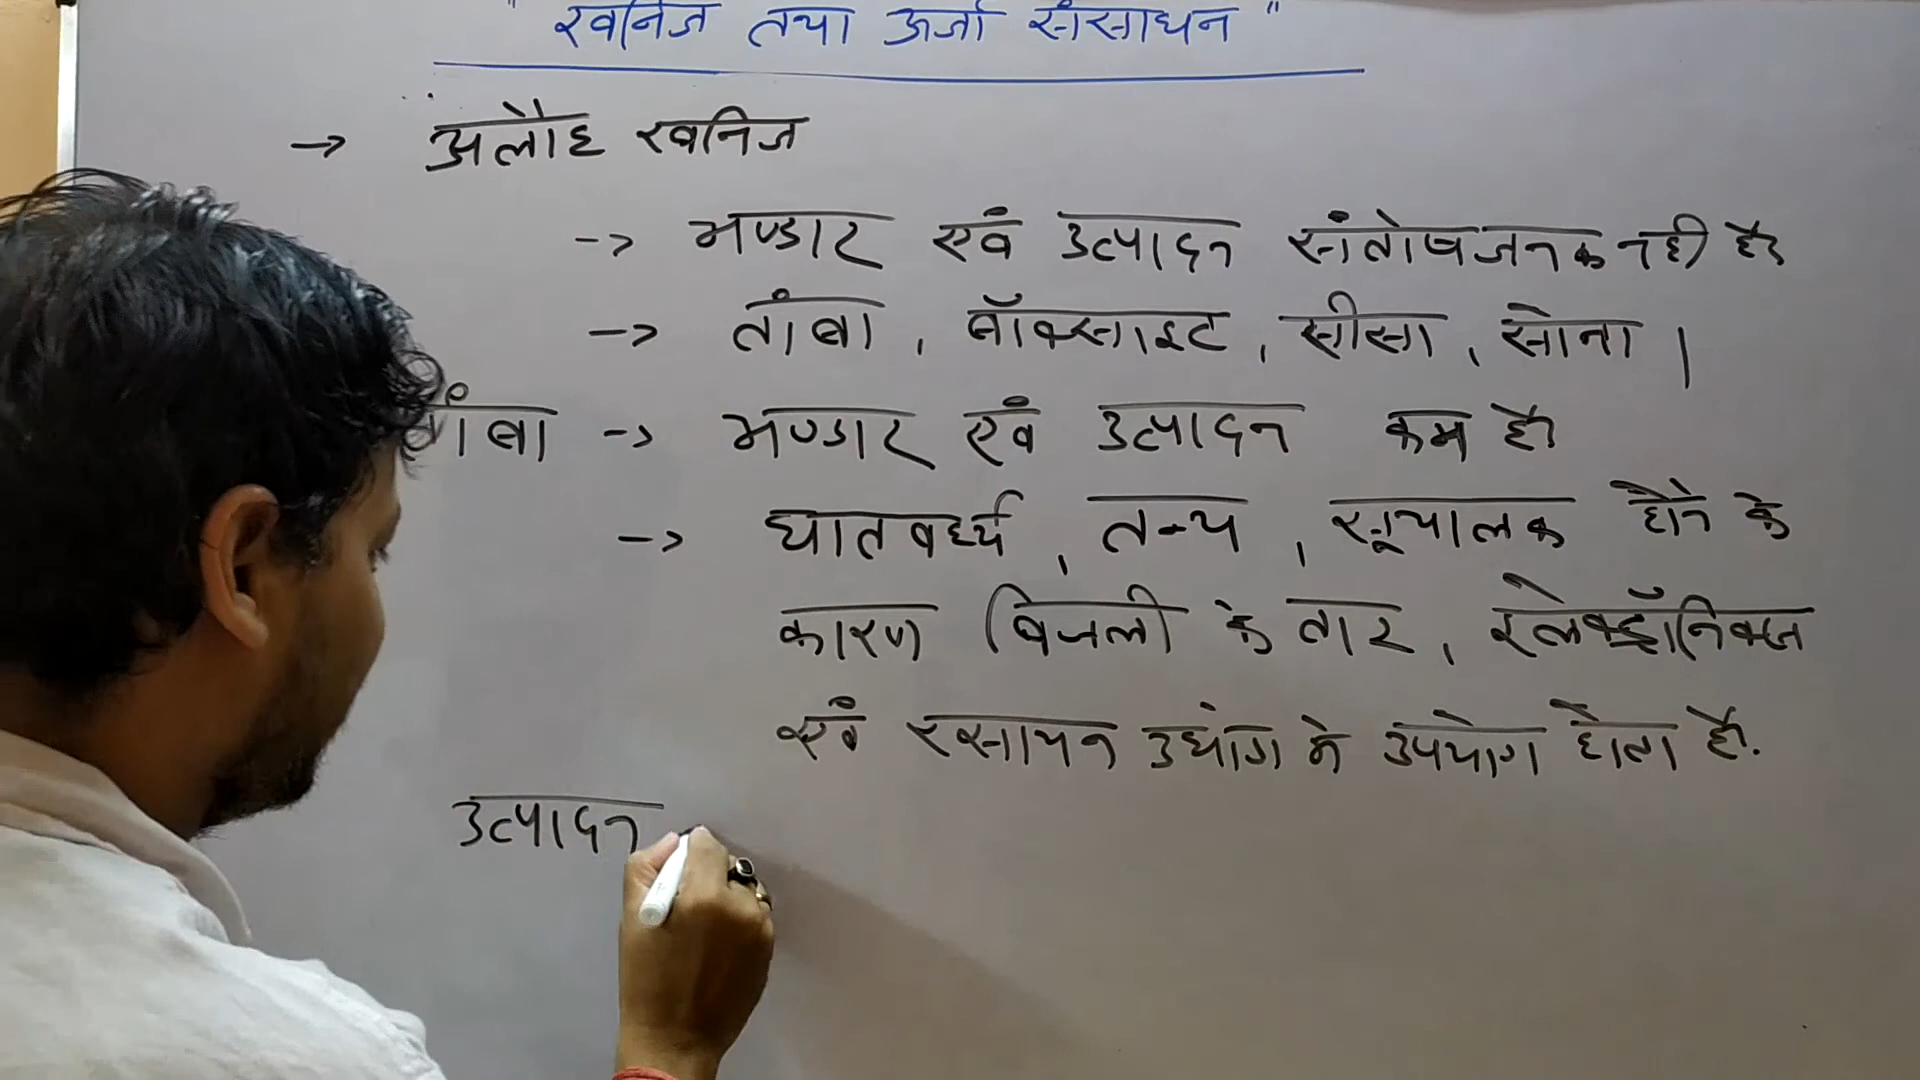 "खनिज तथा ऊर्जा संसाधन"
→ अलौह खनिज
→ भण्डार एवं उत्पादन संतोषजनक नही है
→ तांबा, बॉक्साइट, सीसा, सोना।
तांबा → भण्डार एवं उत्पादन कम है
→ घातवर्ध्य, तन्य, सूचालक होने के
कारण बिजली के तार, इलेक्ट्रॉनिक्स
एवं रसायन उधोग मे उपयोग होता है.
उत्पादन